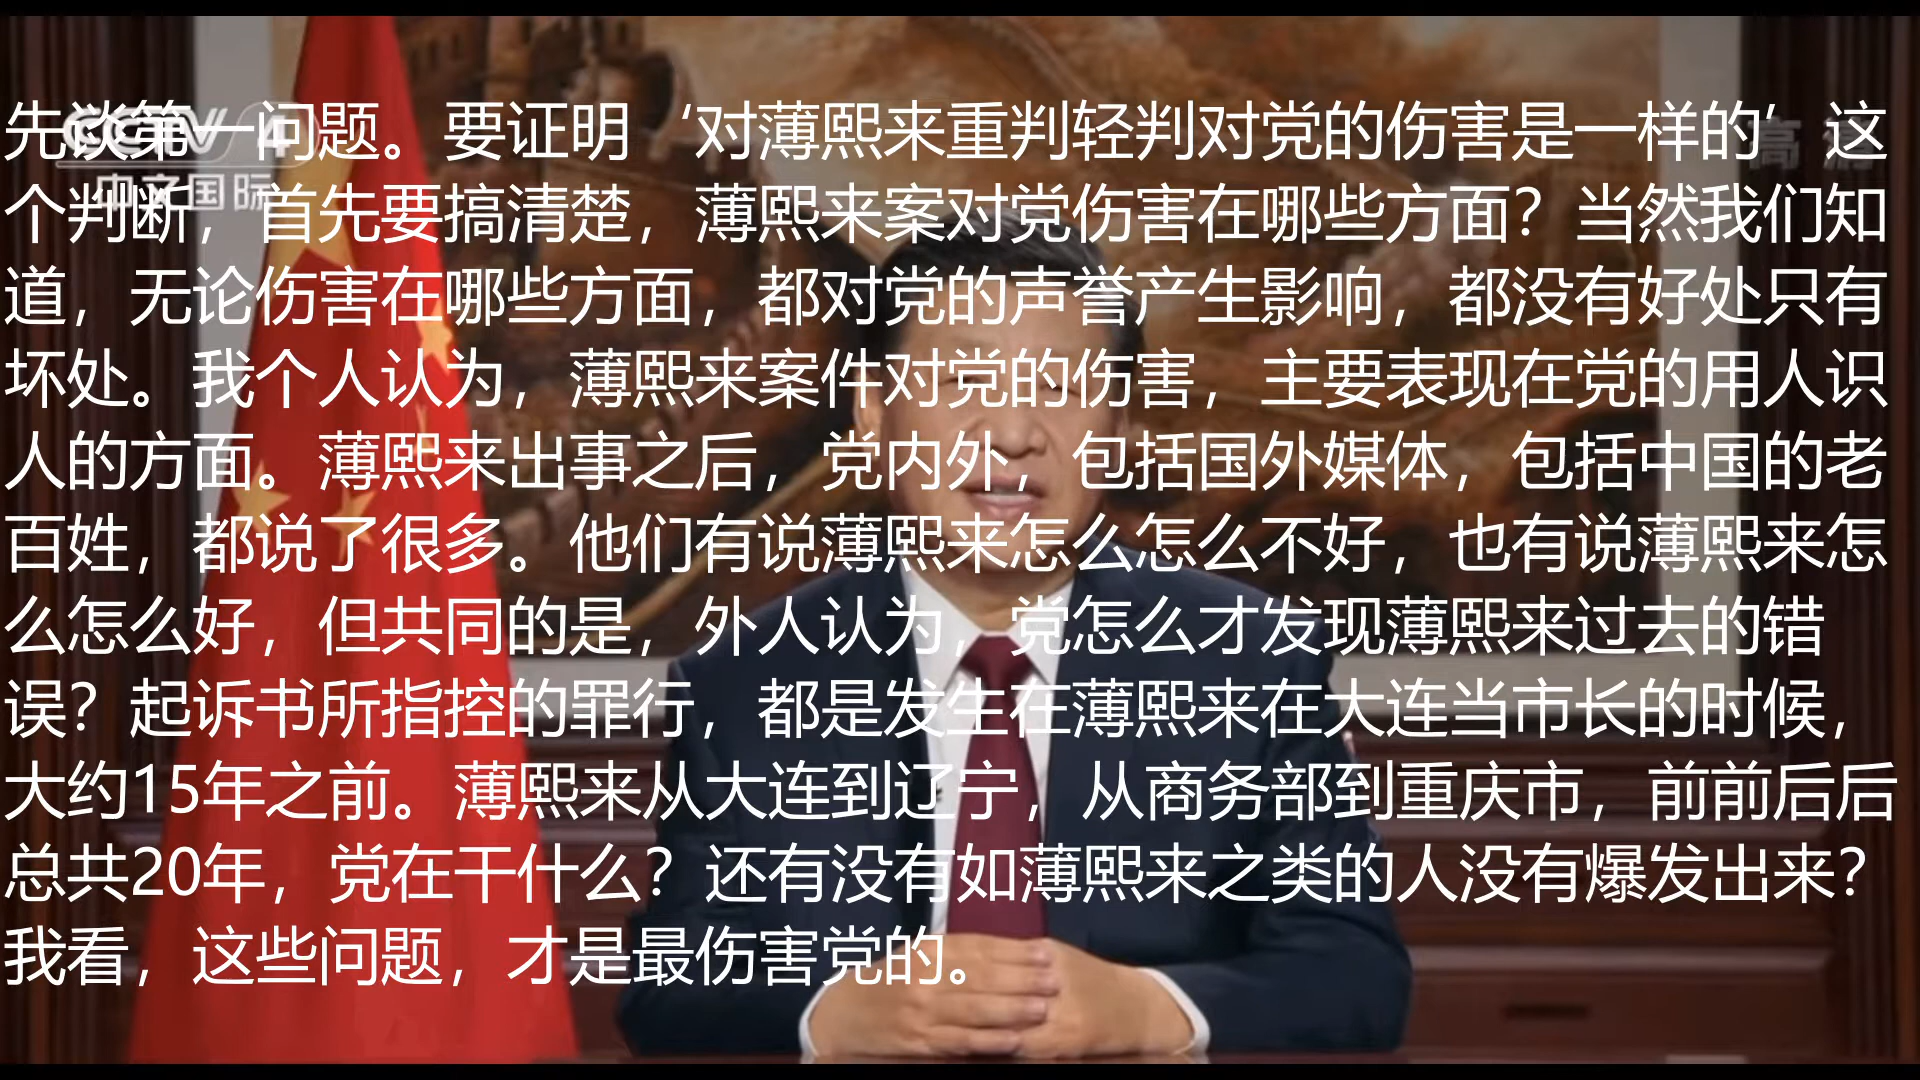 CCTV 4
中文国际
高清
先谈第一问题。要证明‘对薄熙来重判轻判对党的伤害是一样的’这
个判断，首先要搞清楚，薄熙来案对党伤害在哪些方面？当然我们知
道，无论伤害在哪些方面，都对党的声誉产生影响，都没有好处只有
坏处。我个人认为，薄熙来案件对党的伤害，主要表现在党的用人识
人的方面。薄熙来出事之后，党内外，包括国外媒体，包括中国的老
百姓，都说了很多。他们有说薄熙来怎么怎么不好，也有说薄熙来怎
么怎么好，但共同的是，外人认为，党怎么才发现薄熙来过去的错
误？起诉书所指控的罪行，都是发生在薄熙来在大连当市长的时候，
大约15年之前。薄熙来从大连到辽宁，从商务部到重庆市，前前后后
总共20年，党在干什么？还有没有如薄熙来之类的人没有爆发出来？
我看，这些问题，才是最伤害党的。